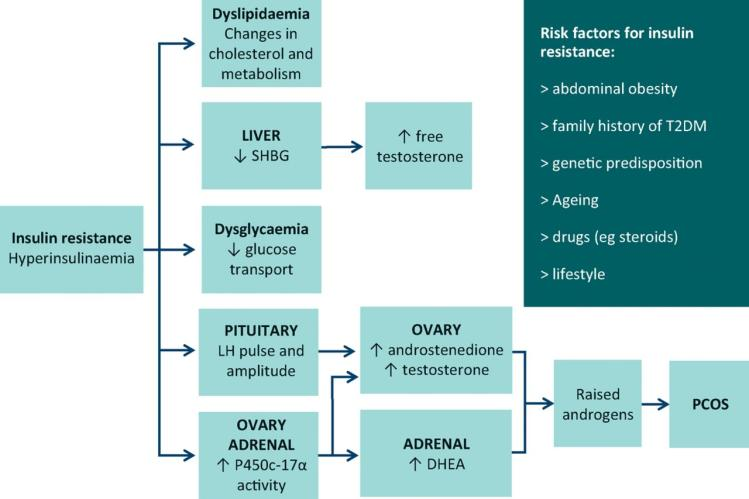 Dyslipidaemia
Changes in
cholesterol and
metabolism
Risk factors for insulin
resistance:
> abdominal obesity
> family history of T2DM
> genetic predisposition
> Ageing
> drugs (eg steroids)
> lifestyle
LIVER
↓ SHBG
↑ free
testosterone
Insulin resistance
Hyperinsulinaemia
Dysglycaemia
↓ glucose
transport
PITUITARY
LH pulse and
amplitude
OVARY
↑ androstenedione
↑ testosterone
OVARY
ADRENAL
↑ P450c-17α
activity
ADRENAL
↑ DHEA
Raised
androgens
PCOS